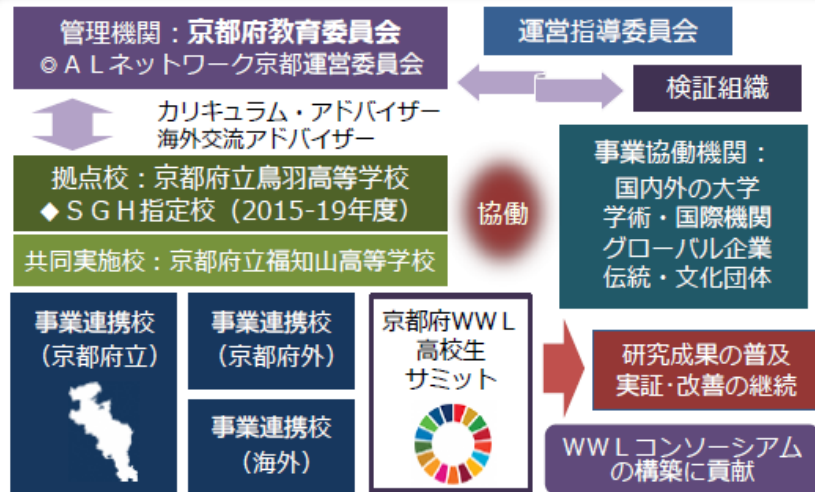 管理機関：京都府教育委員会
◎ＡＬネットワーク京都運営委員会
運営指導委員会
検証組織
カリキュラム・アドバイザー
海外交流アドバイザー
拠点校：京都府立鳥羽高等学校
◆ＳＧＨ指定校（2015-19年度）
共同実施校：京都府立福知山高等学校
協働
事業協働機関：
国内外の大学
学術・国際機関
グローバル企業
伝統・文化団体
事業連携校
（京都府立）
事業連携校
（京都府外）
事業連携校
（海外）
京都府WWＬ
高校生
サミット
研究成果の普及
実証・改善の継続
ＷＷＬコンソーシアム
の構築に貢献